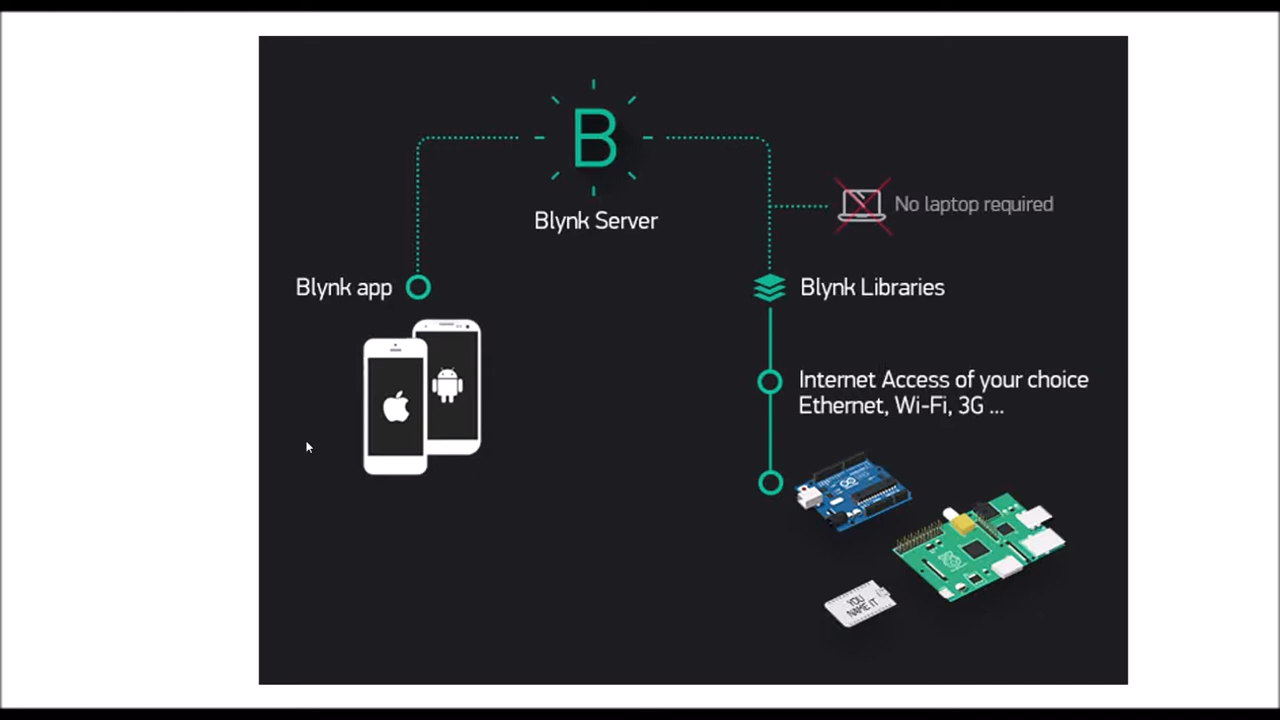 B
Blynk Server
No laptop required
Blynk app
Blynk Libraries
Internet Access of your choice
Ethernet, Wi-Fi, 3G ...
YOU
NAME IT